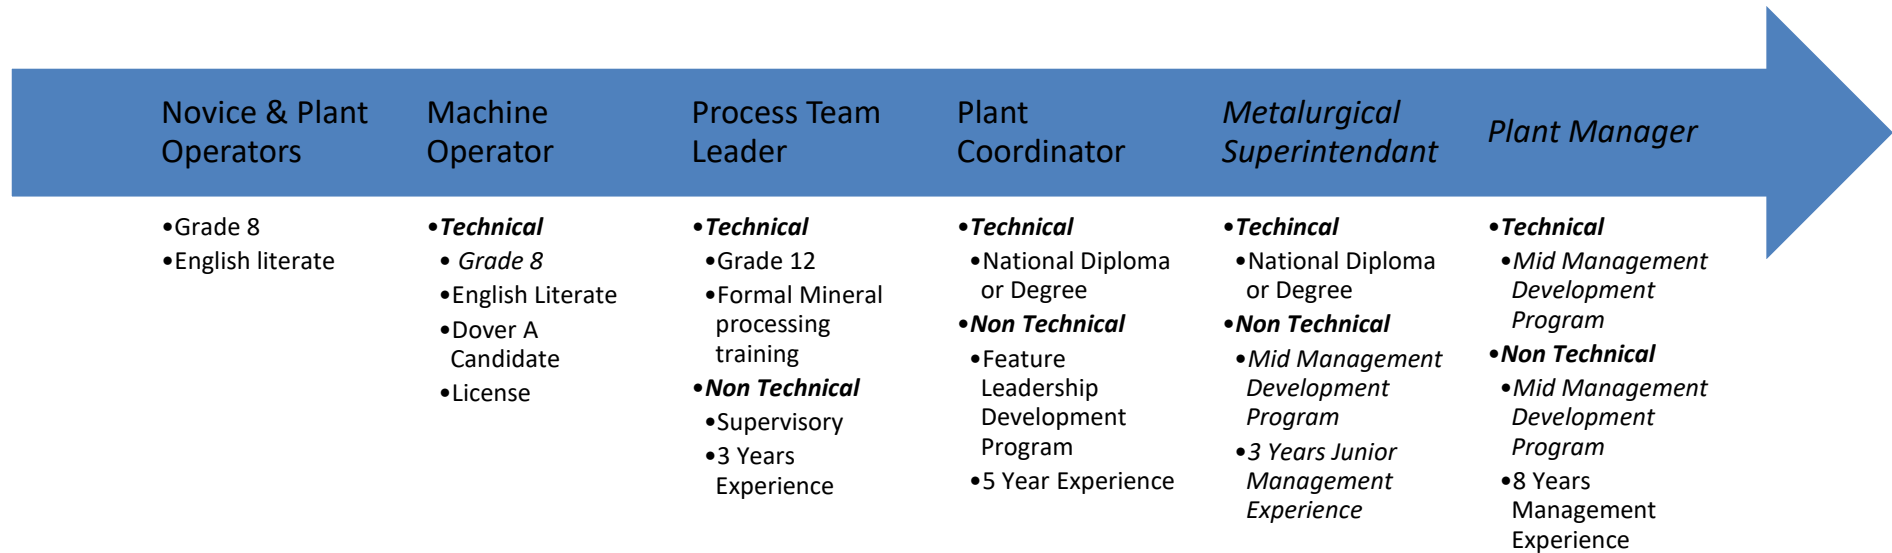 Novice & Plant
Operators
•Grade 8
•English literate
Machine
Operator
•Technical
• Grade 8
•English Literate
•Dover A
Candidate
•License
Process Team
Leader
•Technical
•Grade 12
•Formal Mineral
processing
training
•Non Technical
•Supervisory
•3 Years
Experience
Plant
Coordinator
•Technical
•National Diploma
or Degree
•Non Technical
•Feature
Leadership
Development
Program
•5 Year Experience
Metalurgical
Superintendant
•Techincal
•National Diploma
or Degree
•Non Technical
•Mid Management
Development
Program
•3 Years Junior
Management
Experience
Plant Manager
•Technical
•Mid Management
Development
Program
•Non Technical
•Mid Management
Development
Program
•8 Years
Management
Experience